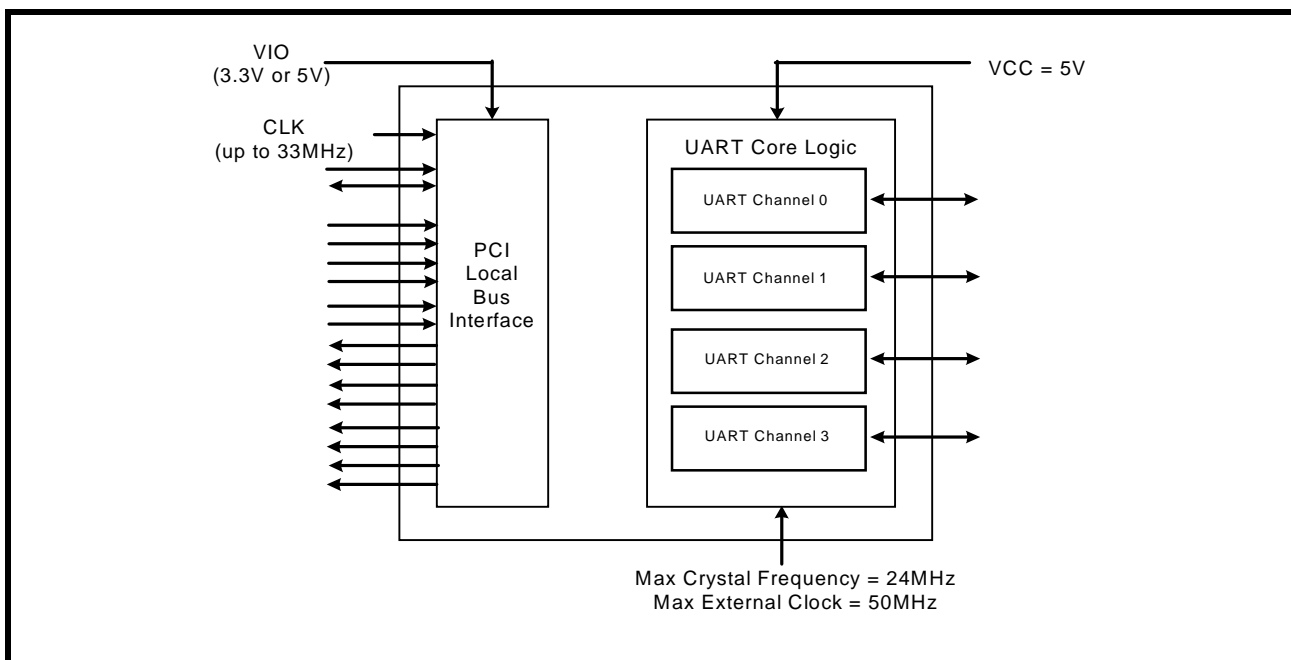 VIO
(3.3V or 5V)
VCC = 5V
CLK
(up to 33MHz)
PCI
Local
Bus
Interface
UART Core Logic
UART Channel 0
UART Channel 1
UART Channel 2
UART Channel 3
Max Crystal Frequency = 24MHz
Max External Clock = 50MHz